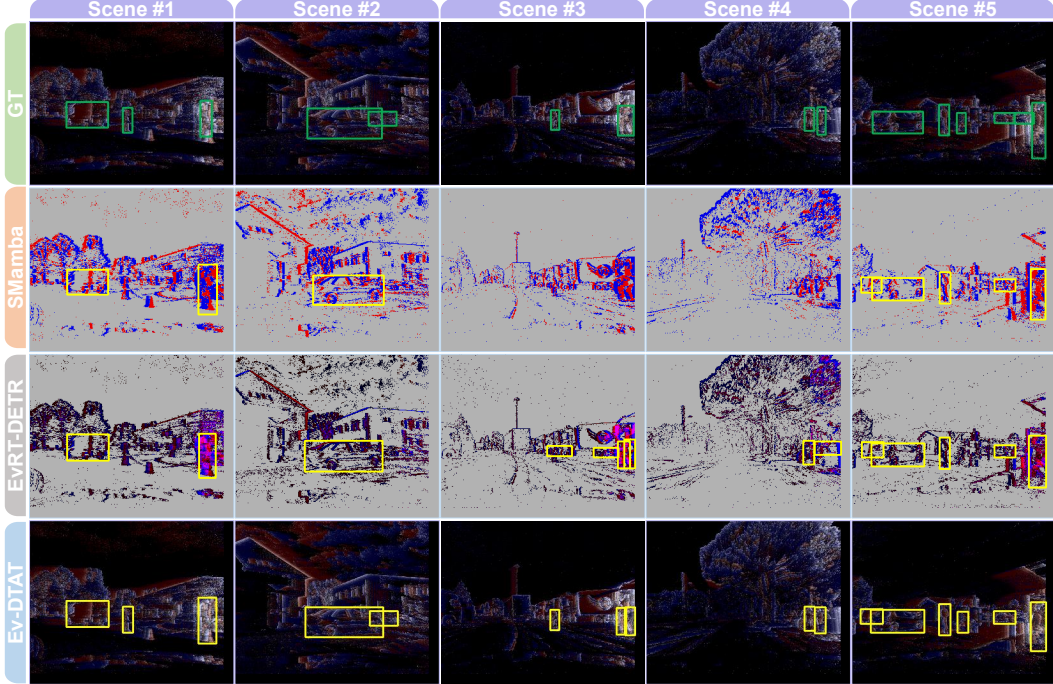 Scene #1
Scene #2
Scene #3
Scene #4
Scene #5
GT
SMamba
EvRT-DETR
Ev-DTAT